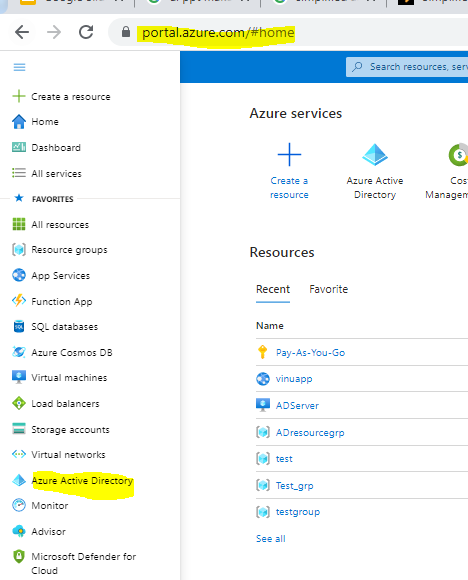 portal.azure.com/#home
Search resources, serv
Create a resource
Home
Dashboard
All services
FAVORITES
All resources
Resource groups
App Services
Function App
SQL databases
Azure Cosmos DB
Virtual machines
Load balancers
Storage accounts
Virtual networks
Azure Active Directory
Monitor
Advisor
Microsoft Defender for
Cloud
Azure services
Create a
resource
Azure Active
Directory
Cost
Managem
Resources
Recent
Favorite
Name
Pay-As-You-Go
vinuapp
ADServer
ADresourcegrp
test
Test_grp
testgroup
See all